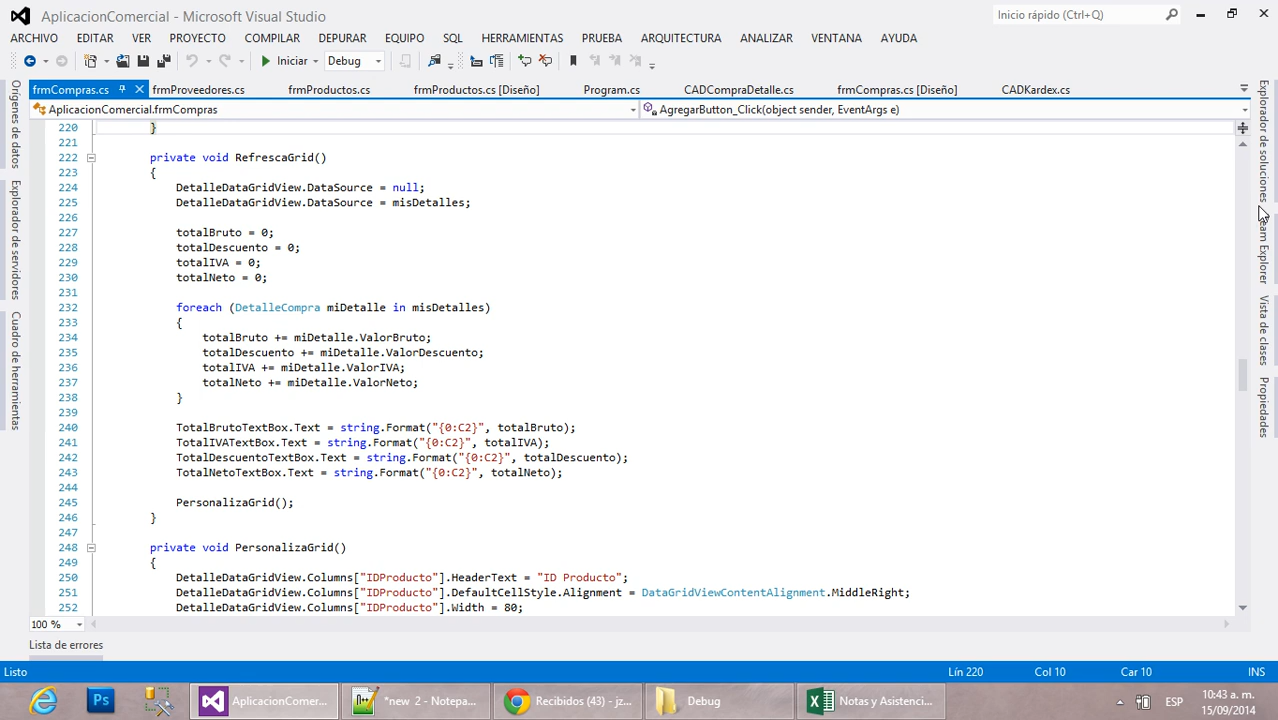 AplicacionComercial - Microsoft Visual Studio
Inicio rápido (Ctrl+Q)
ARCHIVO EDITAR VER PROYECTO COMPILAR DEPURAR EQUIPO SQL HERRAMIENTAS PRUEBA ARQUITECTURA ANALIZAR VENTANA AYUDA
Iniciar Debug
frmCompras.cs frmProveedores.cs frmProductos.cs frmProductos.cs [Diseño] Program.cs CADCompraDetalle.cs frmCompras.cs [Diseño] CADKardex.cs
AplicacionComercial.frmCompras AgregarButton_Click(object sender, EventArgs e)
Orígenes de datos
Explorador de servidores
Cuadro de herramientas
220 }
221
222 private void RefrescaGrid()
223 {
224 DetalleDataGridView.DataSource = null;
225 DetalleDataGridView.DataSource = misDetalles;
226
227 totalBruto = 0;
228 totalDescuento = 0;
229 totalIVA = 0;
230 totalNeto = 0;
231
232 foreach (DetalleCompra miDetalle in misDetalles)
233 {
234 totalBruto += miDetalle.ValorBruto;
235 totalDescuento += miDetalle.ValorDescuento;
236 totalIVA += miDetalle.ValorIVA;
237 totalNeto += miDetalle.ValorNeto;
238 }
239
240 TotalBrutoTextBox.Text = string.Format("{0:C2}", totalBruto);
241 TotalIVATextBox.Text = string.Format("{0:C2}", totalIVA);
242 TotalDescuentoTextBox.Text = string.Format("{0:C2}", totalDescuento);
243 TotalNetoTextBox.Text = string.Format("{0:C2}", totalNeto);
244
245 PersonalizaGrid();
246 }
247
248 private void PersonalizaGrid()
249 {
250 DetalleDataGridView.Columns["IDProducto"].HeaderText = "ID Producto";
251 DetalleDataGridView.Columns["IDProducto"].DefaultCellStyle.Alignment = DataGridViewContentAlignment.MiddleRight;
252 DetalleDataGridView.Columns["IDProducto"].Width = 80;
Explorador de soluciones
Team Explorer
Vista de clases
Propiedades
100 %
Lista de errores
Listo Lín 220 Col 10 Car 10 INS
Ps AplicacionComer... *new 2 - Notepa... Recibidos (43) - jz... Debug Notas y Asistenci... ESP
10:43 a. m.
15/09/2014